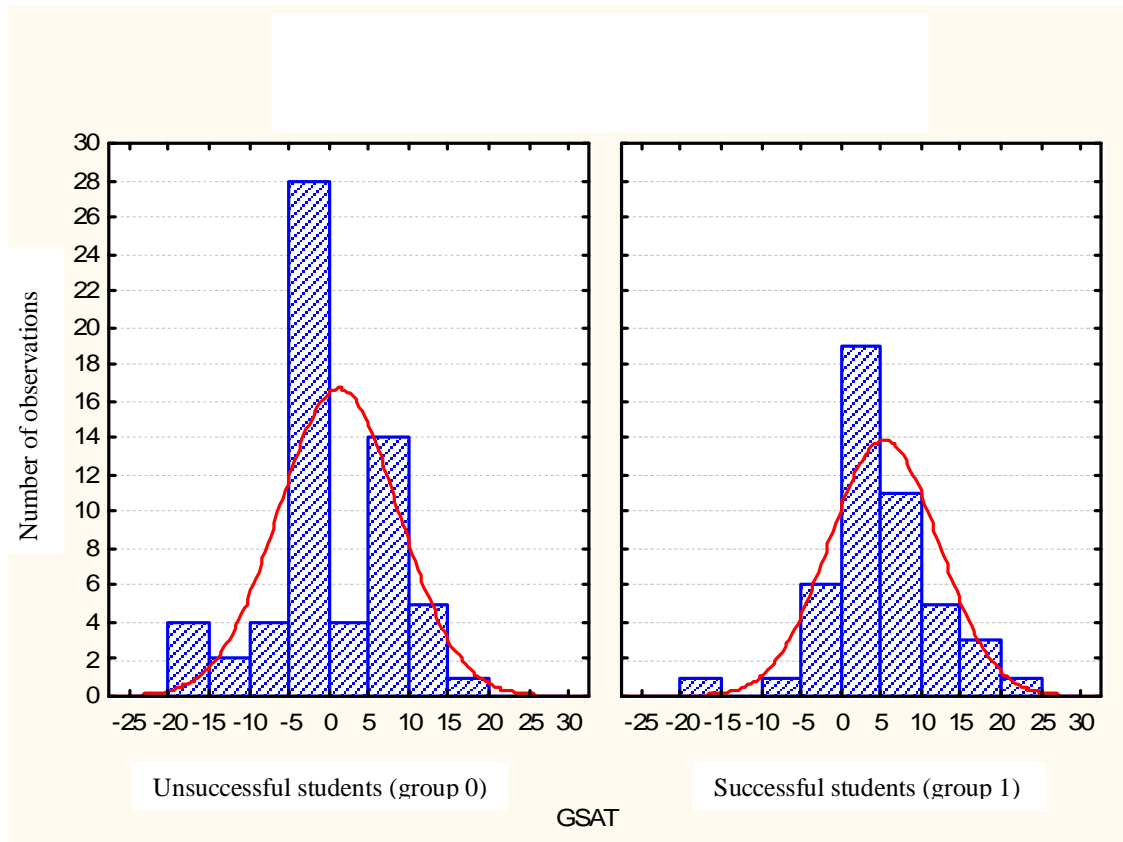 30
28
26
24
22
20
18
16
14
12
10
8
6
4
2
0
Number of observations
-25 -20 -15 -10 -5 0 5 10 15 20 25 30
-25 -20 -15 -10 -5 0 5 10 15 20 25 30
Unsuccessful students (group 0)
Successful students (group 1)
GSAT